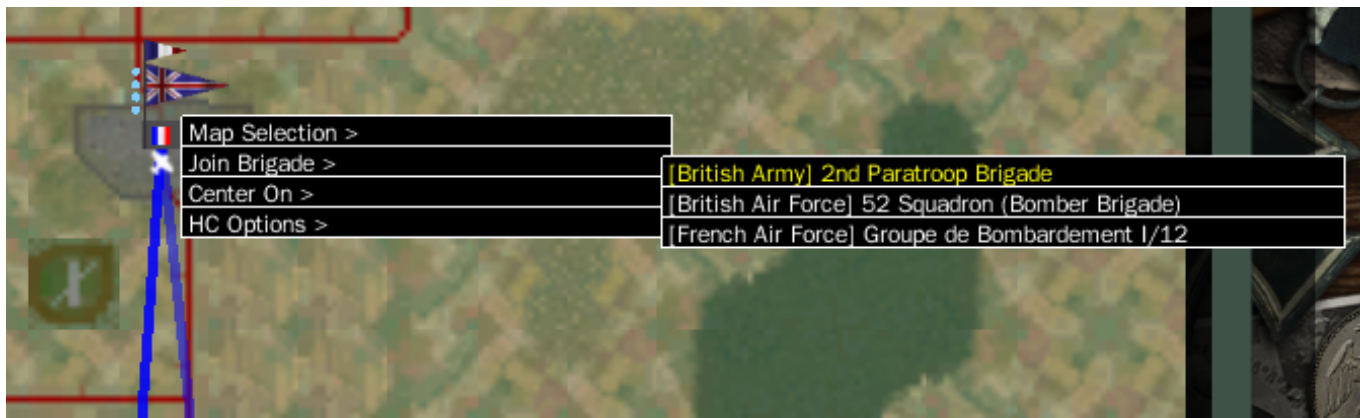 Map Selection >
Join Brigade >
Center On >
HC Options >
[British Army] 2nd Paratroop Brigade
[British Air Force] 52 Squadron (Bomber Brigade)
[French Air Force] Groupe de Bombardement I/12